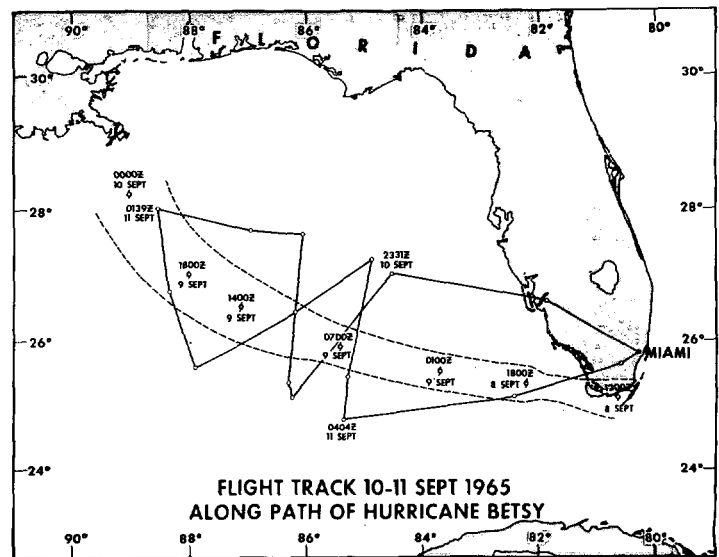 90° 88° 86° 84° 82° 80°
F L O R I D A
30° 30°
0000Z
10 SEPT
0139Z
11 SEPT
28° 28°
1800Z
9 SEPT
2331Z
10 SEPT
1400Z
9 SEPT
0700Z
9 SEPT
26° 26°
MIAMI
0100Z
9 SEPT
1800Z
8 SEPT
8 SEPT
0404Z
11 SEPT
24° 24°
FLIGHT TRACK 10-11 SEPT 1965
ALONG PATH OF HURRICANE BETSY
90° 88° 86° 84° 82° 80°